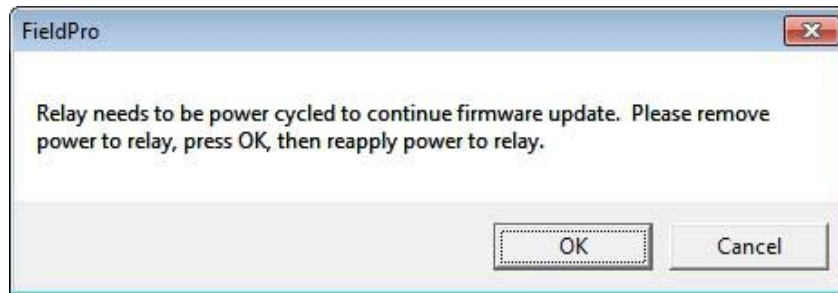 FieldPro
Relay needs to be power cycled to continue firmware update.  Please remove
power to relay, press OK, then reapply power to relay.
OK
Cancel